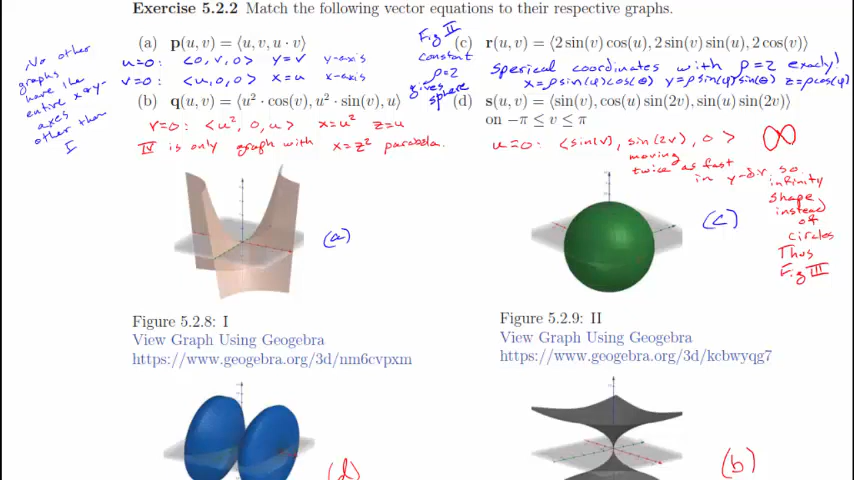 Exercise 5.2.2 Match the following vector equations to their respective graphs.
(a) p(u, v) = ⟨u, v, u · v⟩
u=0: <0, v, 0> y=v y-axis
v=0: <u, 0, 0> x=u x-axis
No other
graphs
have the
entire x+y-
axes
other than
I
(b) q(u, v) = ⟨u² · cos(v), u² · sin(v), u⟩
v=0: <u², 0, u> x=u² z=u
IV is only graph with x=z² parabola.
Fig II
constant
ρ=2
gives
sphere
(c) r(u, v) = ⟨2 sin(v) cos(u), 2 sin(v) sin(u), 2 cos(v)⟩
sperical coordinates with ρ=2 exacly!
x=ρsin(φ)cos(θ) y=ρsin(φ)sin(θ) z=ρcos(φ)
(d) s(u, v) = ⟨sin(v), cos(u) sin(2v), sin(u) sin(2v)⟩
on −π ≤ v ≤ π
u=0: <sin(v), sin(2v), 0> ∞
moving
twice as fast
in y-dir so
infinity
shape
instead
of
circles
Thus
Fig III
(a)
(c)
Figure 5.2.8: I
View Graph Using Geogebra
https://www.geogebra.org/3d/nm6cvpxm
Figure 5.2.9: II
View Graph Using Geogebra
https://www.geogebra.org/3d/kcbwyqg7
(d)
(b)